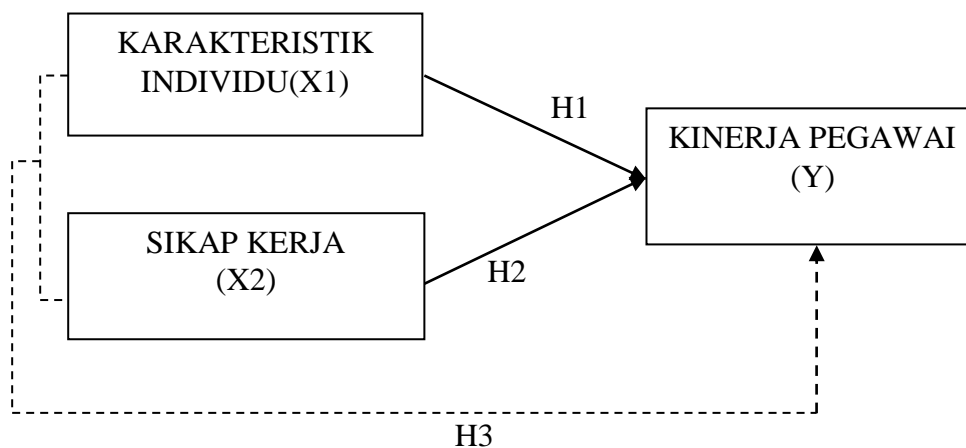 KARAKTERISTIK
INDIVIDU(X1)
H1
KINERJA PEGAWAI
(Y)
SIKAP KERJA
(X2)
H2
H3